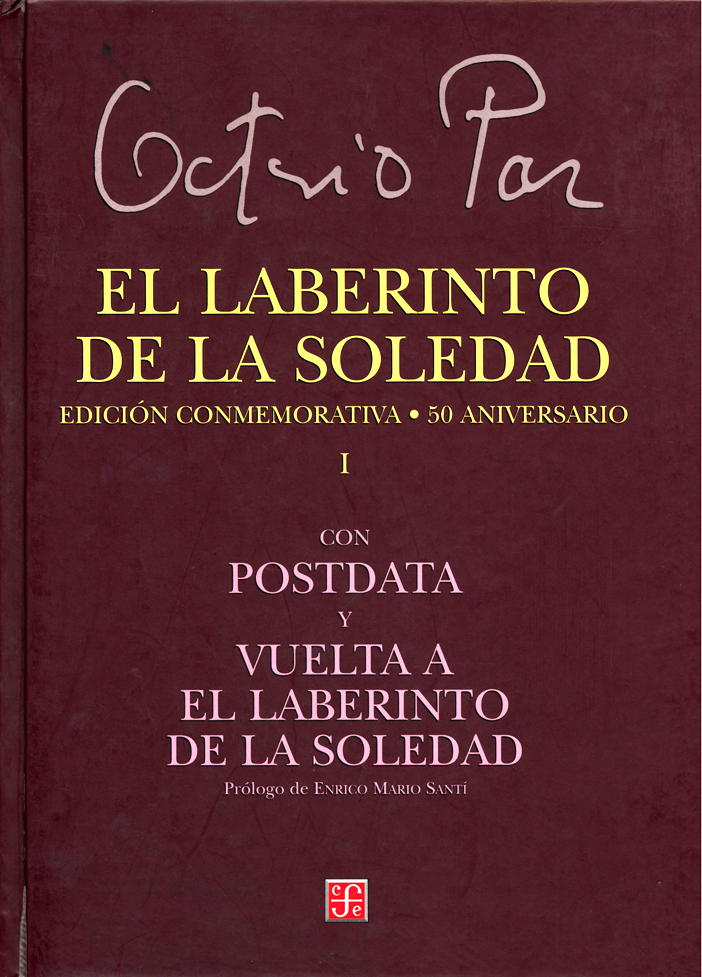 Octavio Paz
EL LABERINTO
DE LA SOLEDAD
EDICIÓN CONMEMORATIVA • 50 ANIVERSARIO
I
CON
POSTDATA
Y
VUELTA A
EL LABERINTO
DE LA SOLEDAD
Prólogo de ENRICO MARIO SANTÍ
cfe